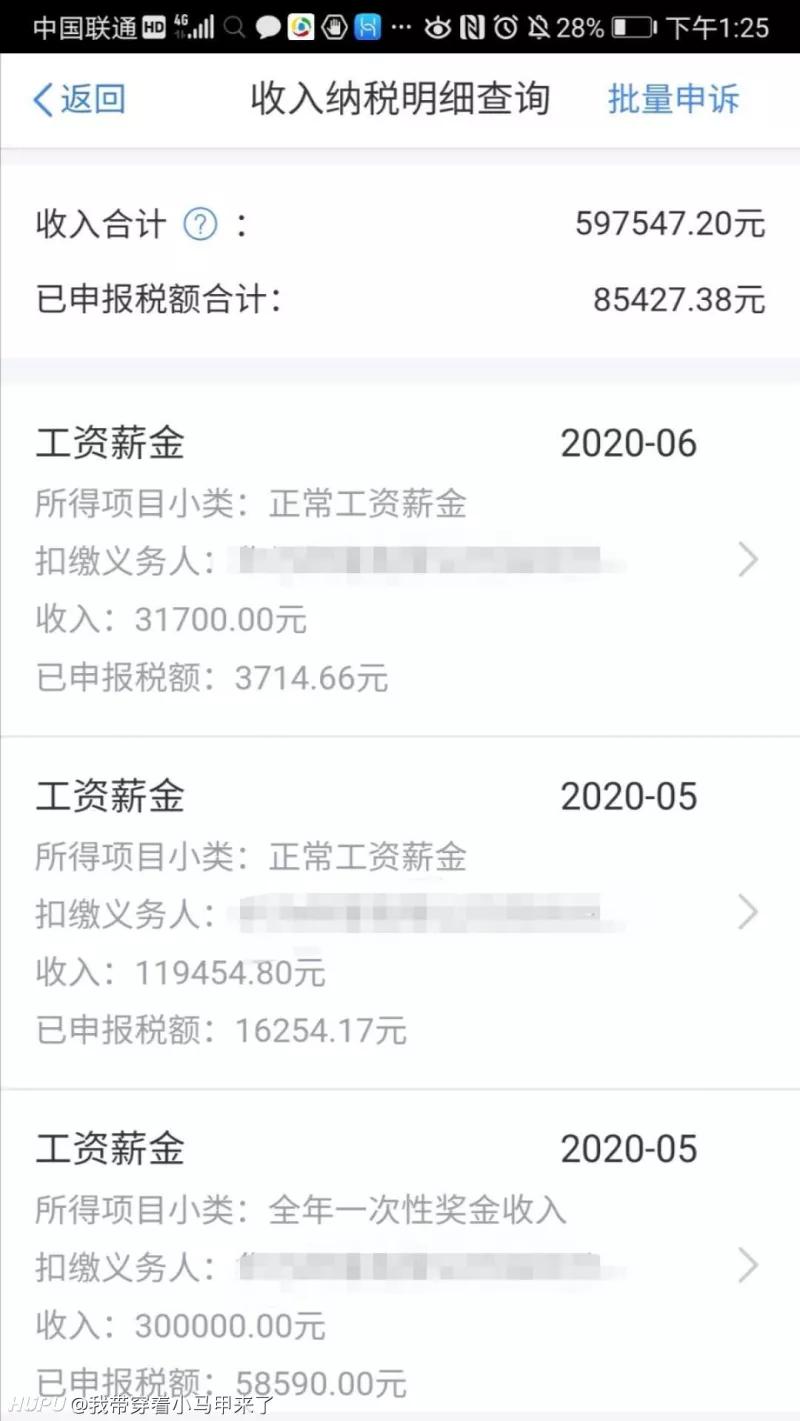 中国联通 HD 4G 28% 下午1:25
返回 收入纳税明细查询 批量申诉
收入合计 ? : 597547.20元
已申报税额合计: 85427.38元
工资薪金 2020-06
所得项目小类: 正常工资薪金
扣缴义务人:
收入: 31700.00元
已申报税额: 3714.66元
工资薪金 2020-05
所得项目小类: 正常工资薪金
扣缴义务人:
收入: 119454.80元
已申报税额: 16254.17元
工资薪金 2020-05
所得项目小类: 全年一次性奖金收入
扣缴义务人:
收入: 300000.00元
已申报税额: 58590.00元
HUPU @我带穿着小马甲来了